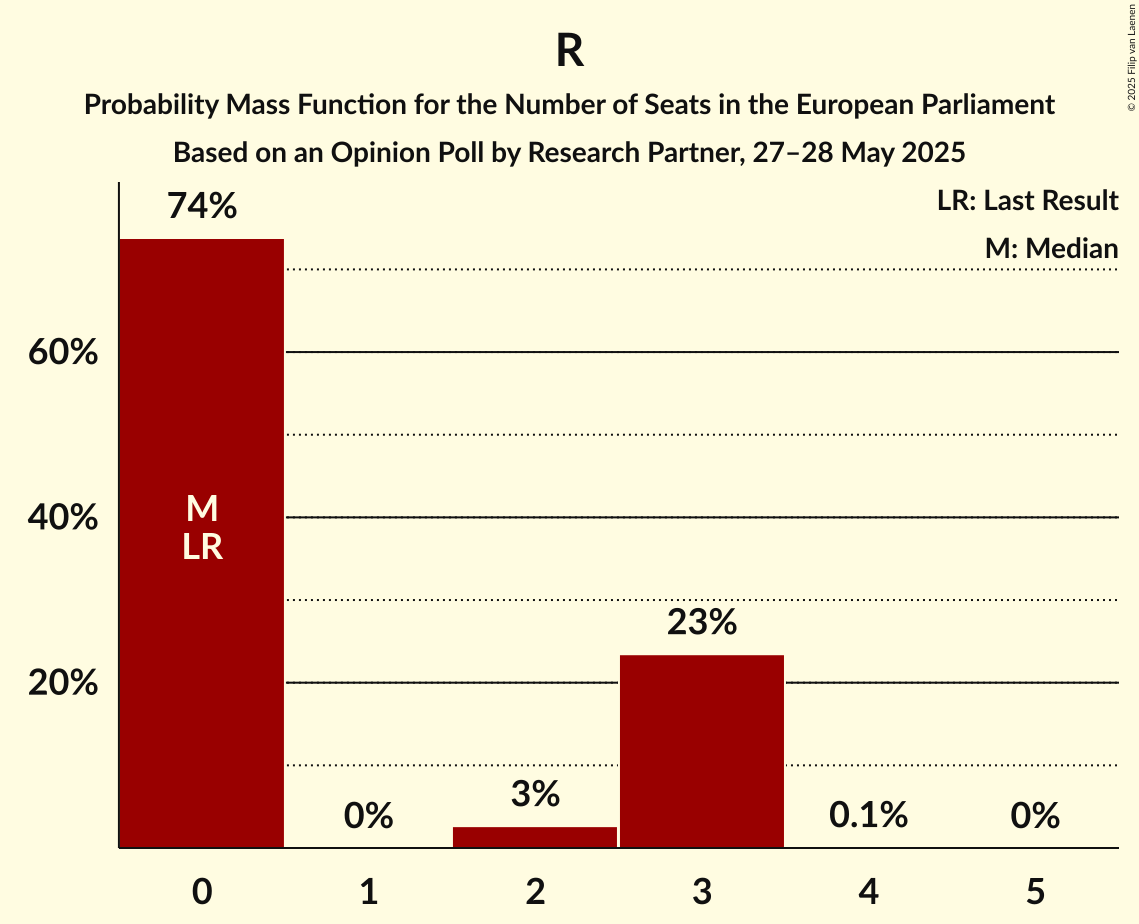 R
Probability Mass Function for the Number of Seats in the European Parliament
Based on an Opinion Poll by Research Partner, 27–28 May 2025
© 2025 Filip van Laenen
LR: Last Result
M: Median
74%
60%
40%
20%
M
LR
0%
3%
23%
0.1%
0%
0
1
2
3
4
5